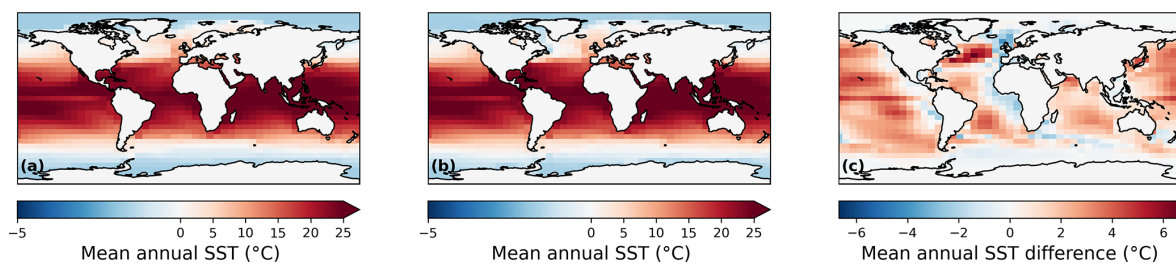 (a) (b) (c)
−5 0 5 10 15 20 25 −5 0 5 10 15 20 25 −6 −4 −2 0 2 4 6
Mean annual SST (°C) Mean annual SST (°C) Mean annual SST difference (°C)